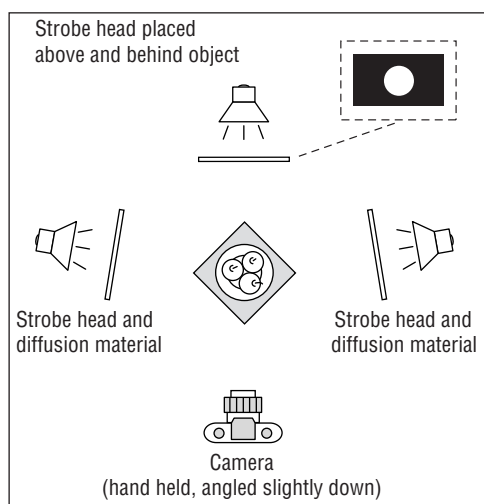 Strobe head placed
above and behind object
Strobe head and
diffusion material
Strobe head and
diffusion material
Camera
(hand held, angled slightly down)